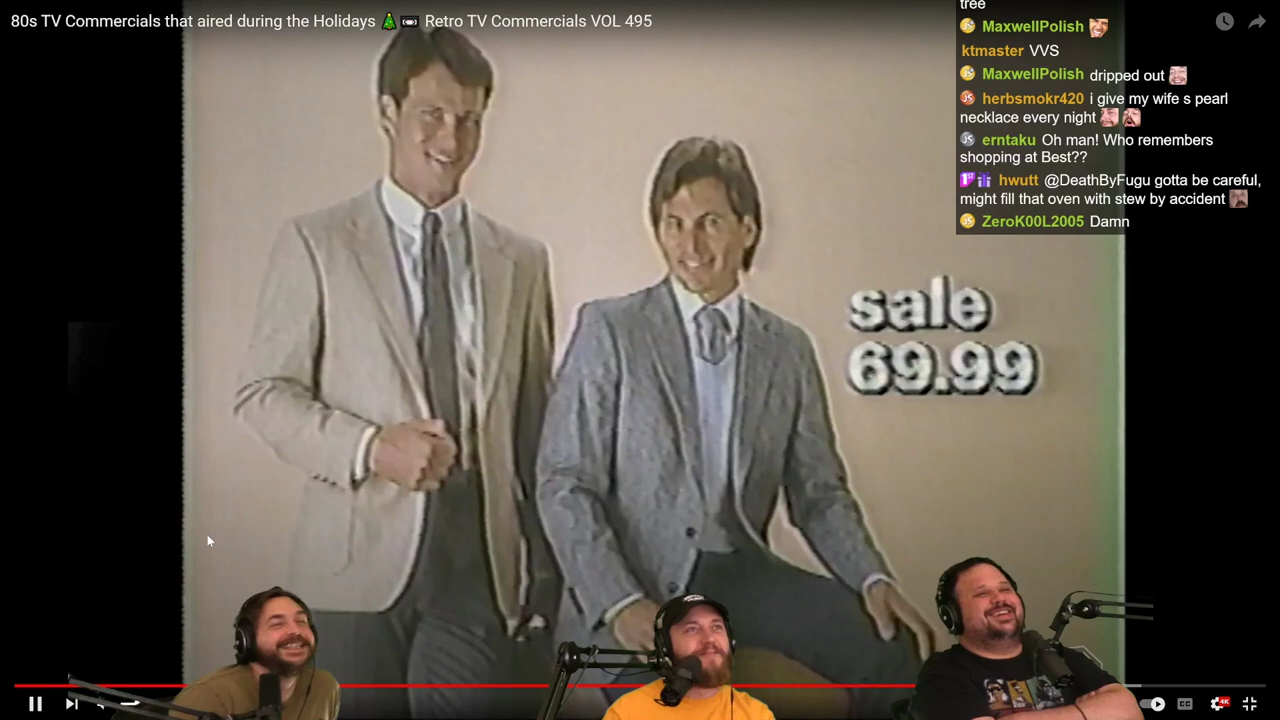 80s TV Commercials that aired during the Holidays 🎄📼 Retro TV Commercials VOL 495
tree
MaxwellPolish
ktmaster VVS
MaxwellPolish dripped out
herbsmokr420 i give my wife s pearl
necklace every night
erntaku Oh man! Who remembers
shopping at Best??
hwutt @DeathByFugu gotta be careful,
might fill that oven with stew by accident
ZeroK00L2005 Damn
sale
69.99
4K